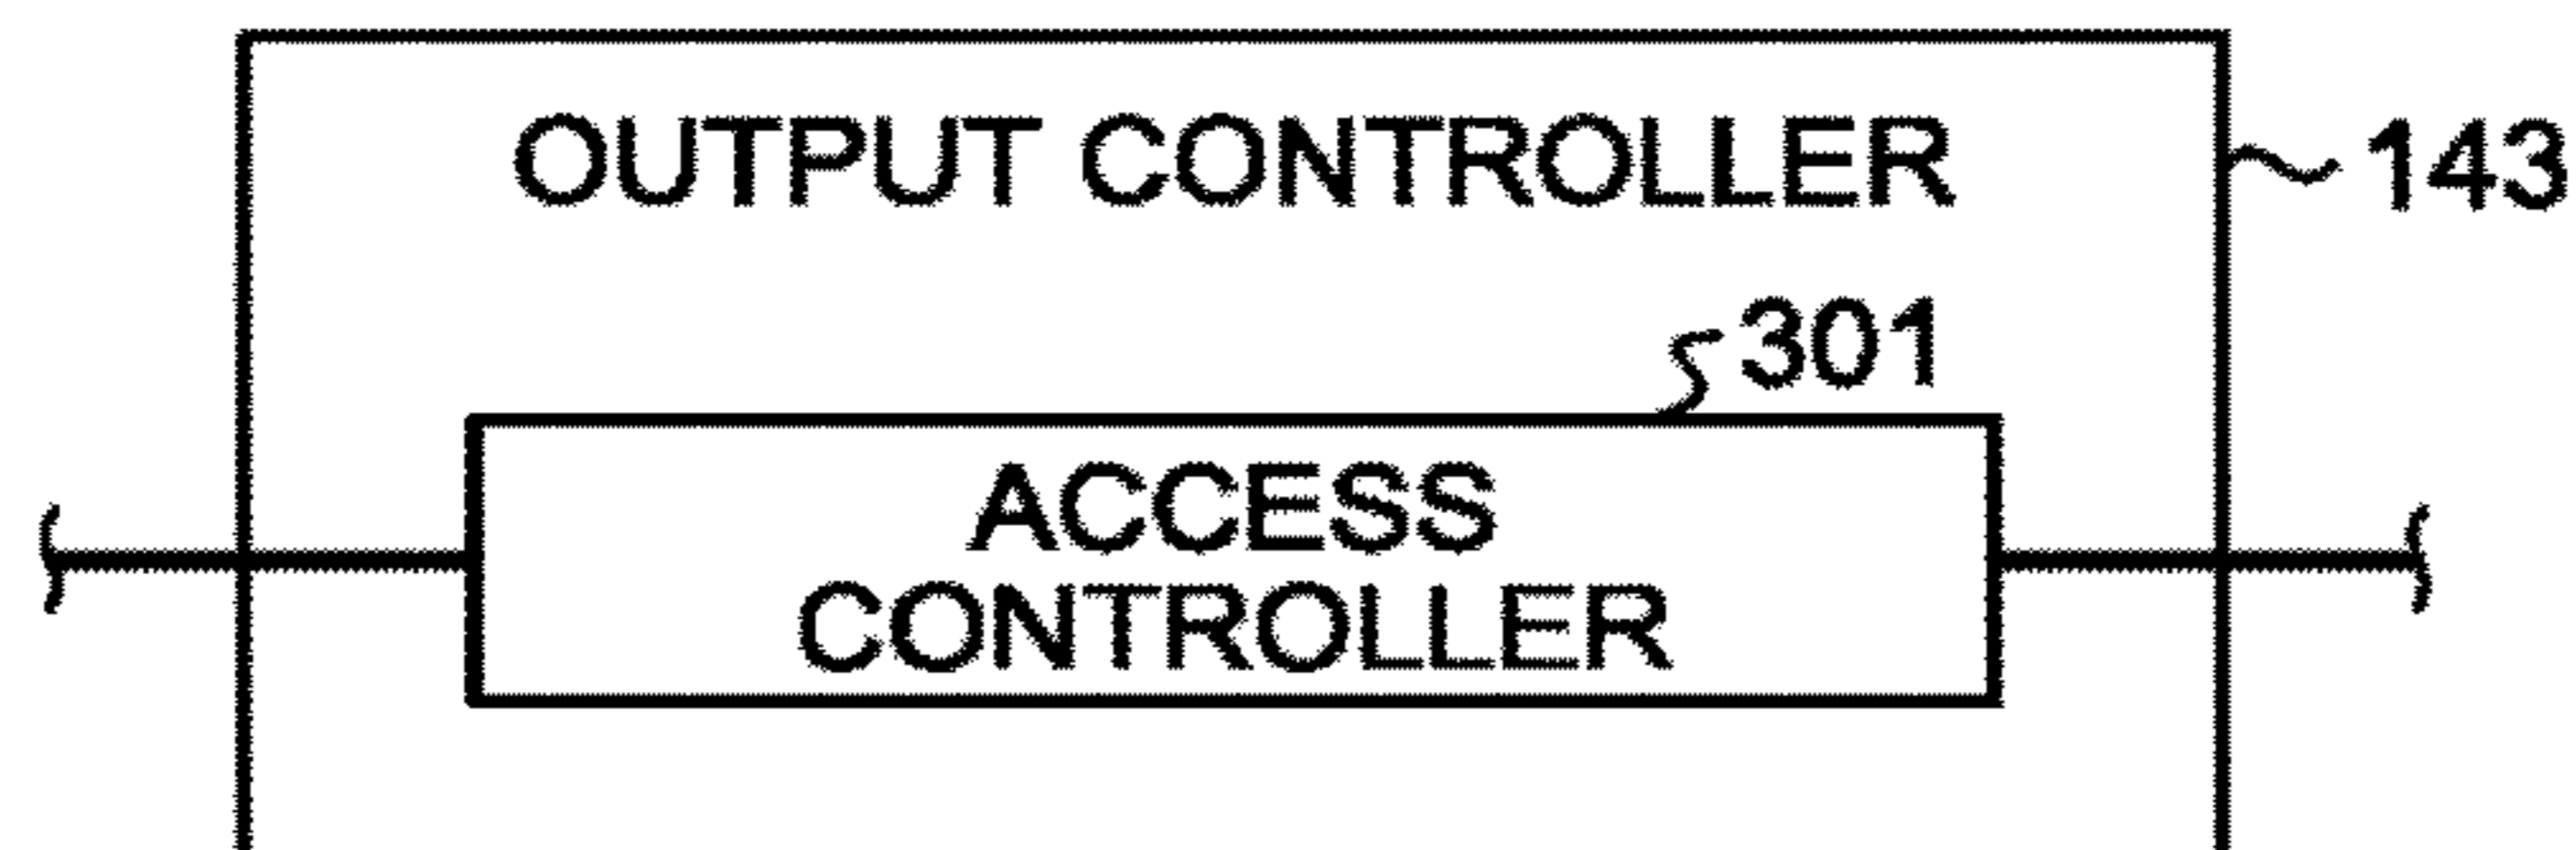 OUTPUT CONTROLLER
143
301
ACCESS
CONTROLLER